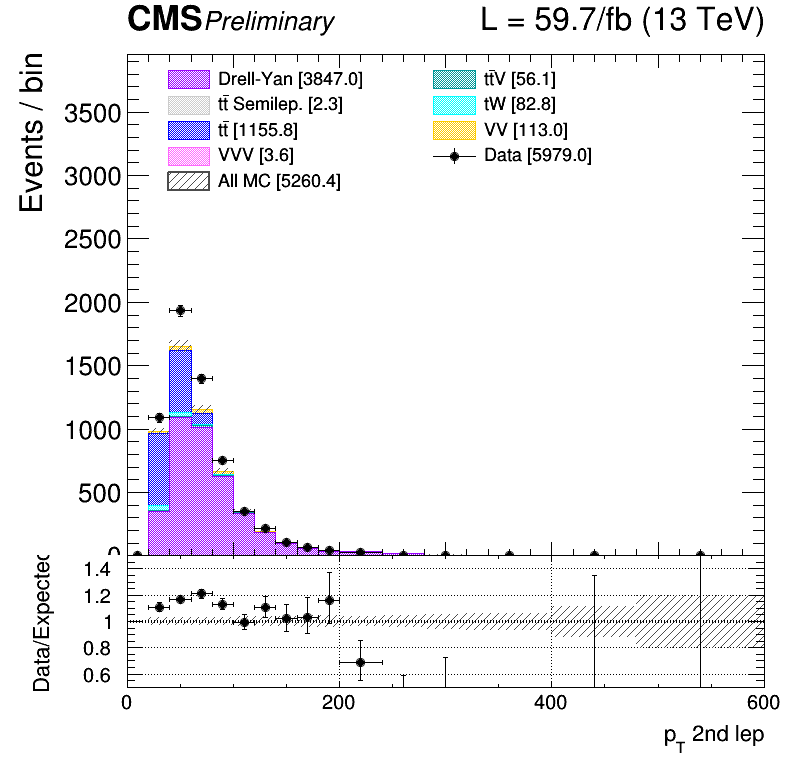 CMS Preliminary L = 59.7/fb (13 TeV)
Events / bin
Drell-Yan [3847.0]
tt̄ Semilep. [2.3]
tt̄ [1155.8]
VVV [3.6]
All MC [5260.4]
tt̄V [56.1]
tW [82.8]
VV [113.0]
Data [5979.0]
3500
3000
2500
2000
1500
1000
500
0
Data/Expected
1.4
1.2
1
0.8
0.6
0 200 400 600
p_T 2nd lep